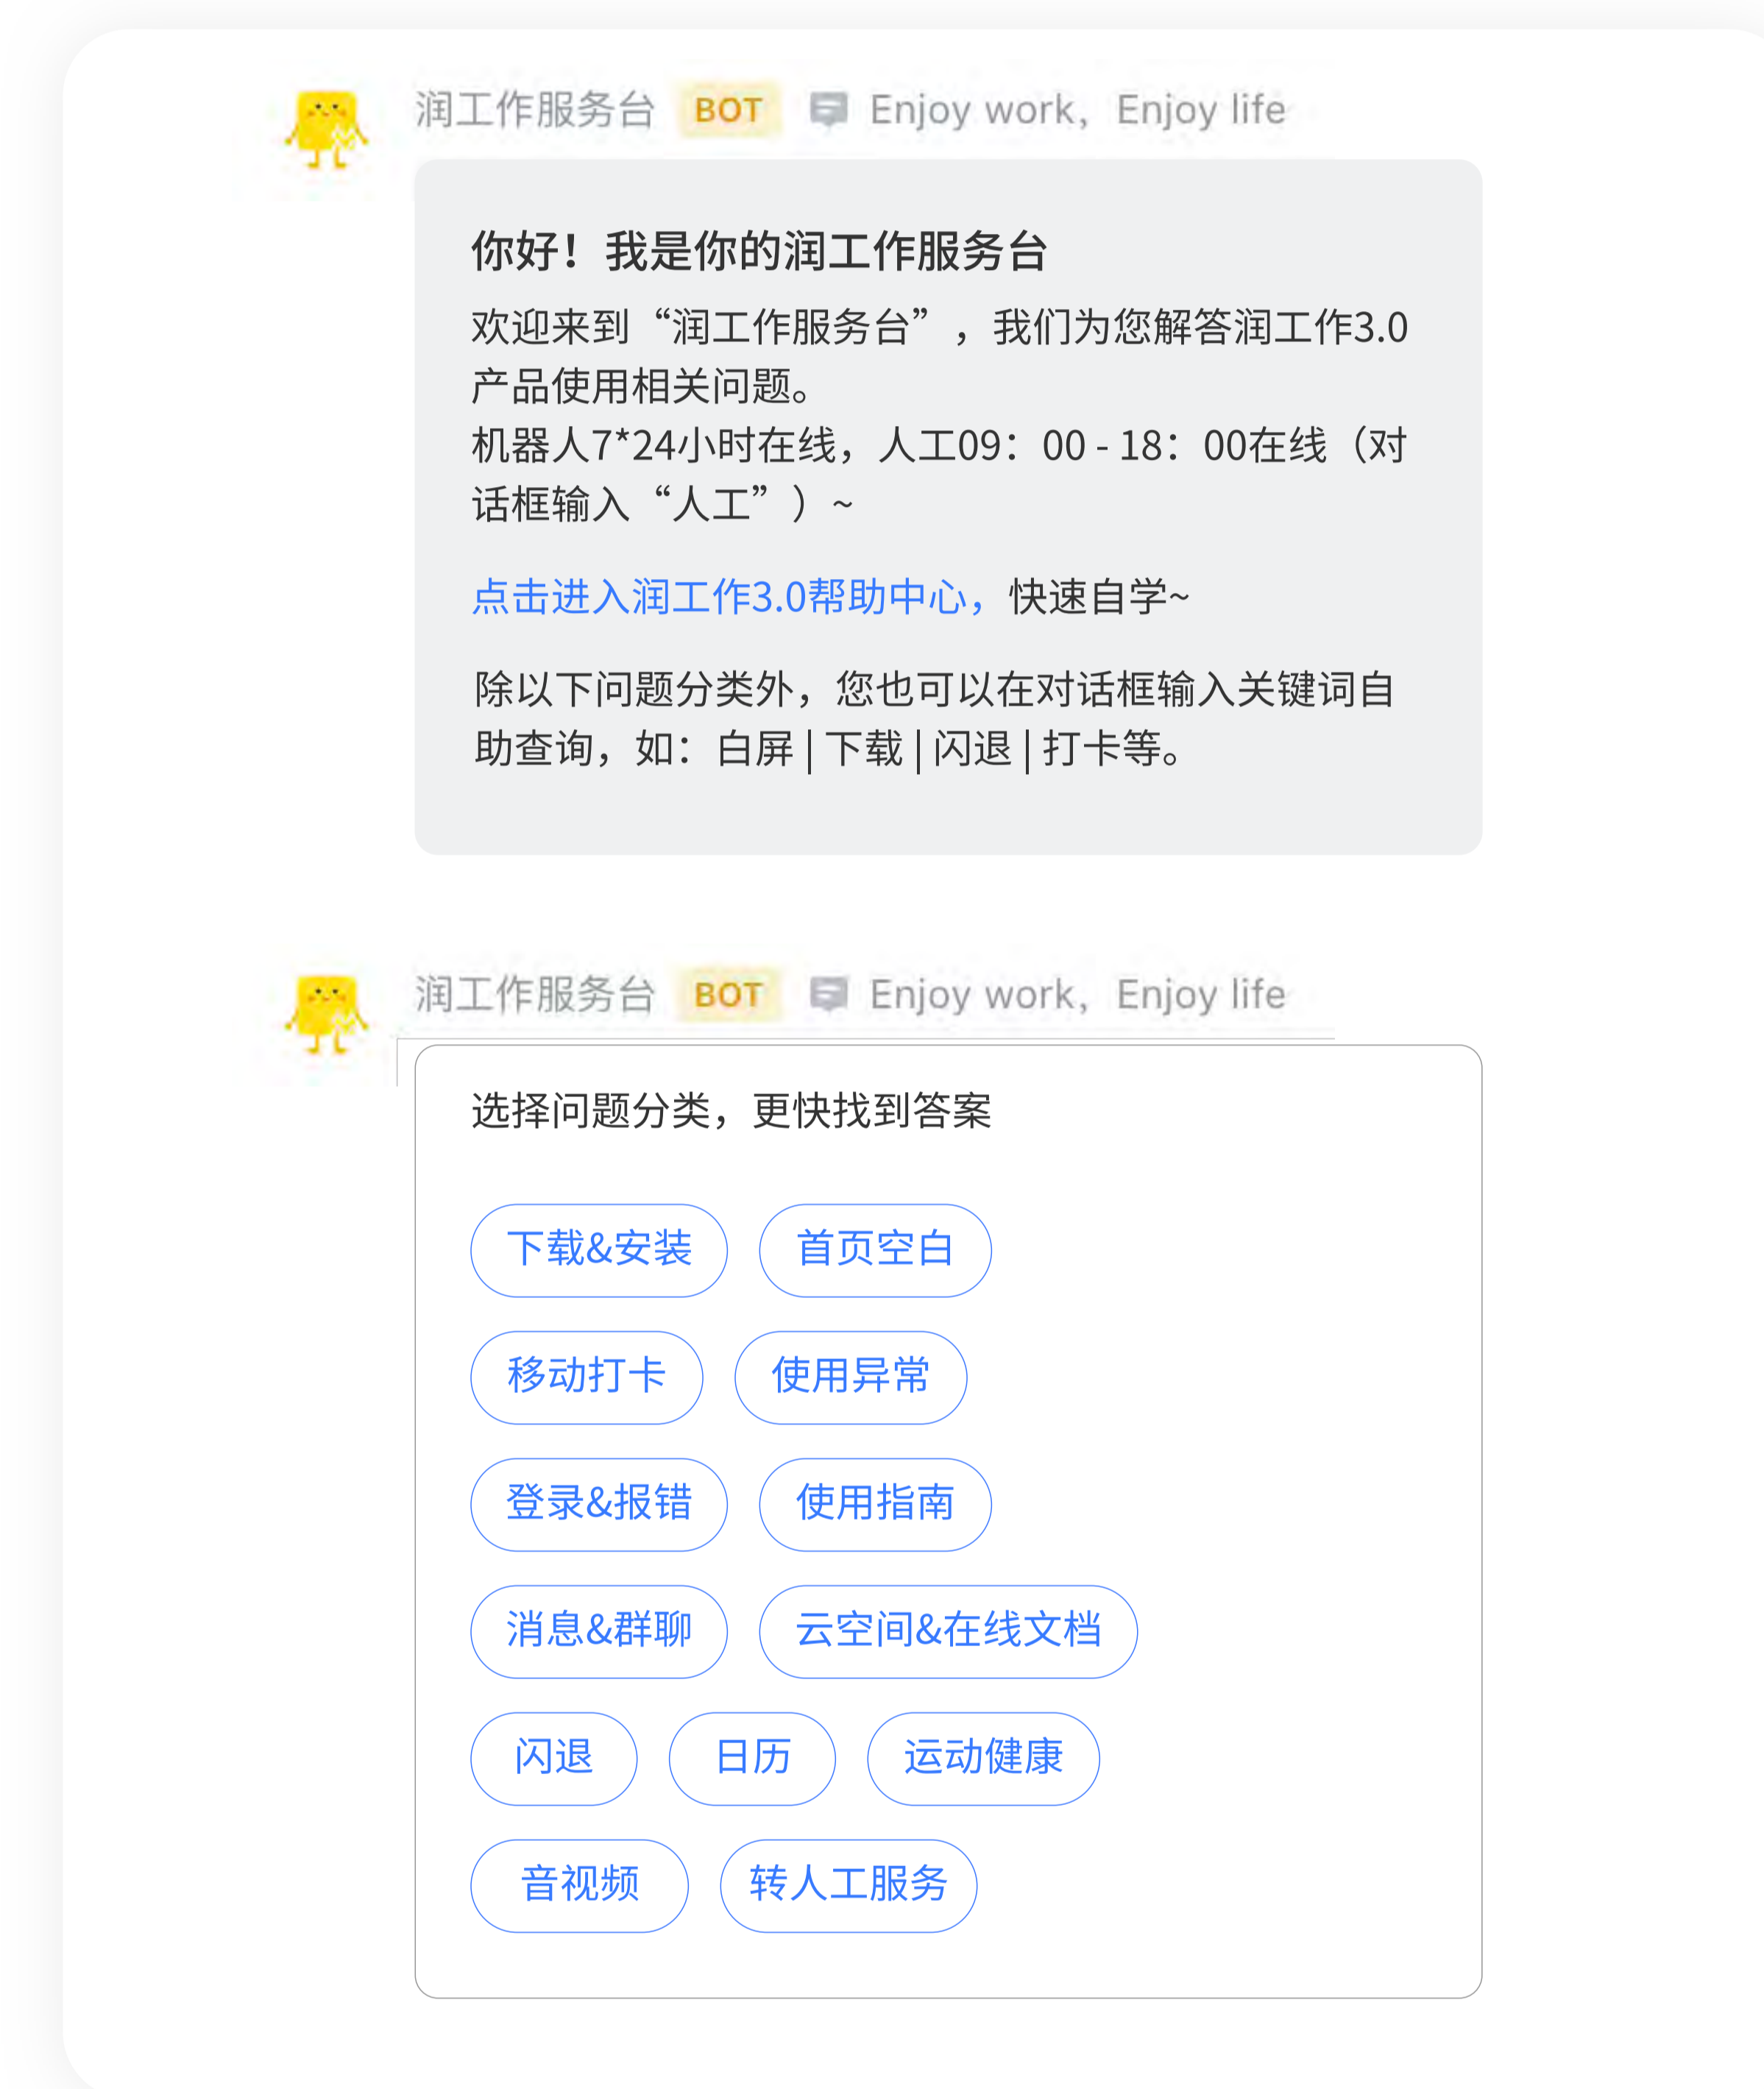 润工作服务台 BOT Enjoy work，Enjoy life
你好！我是你的润工作服务台
欢迎来到“润工作服务台”，我们为您解答润工作3.0
产品使用相关问题。
机器人7*24小时在线，人工09：00 - 18：00在线（对
话框输入“人工”）~
点击进入润工作3.0帮助中心，快速自学~
除以下问题分类外，您也可以在对话框输入关键词自
助查询，如：白屏 | 下载 | 闪退 | 打卡等。
润工作服务台 BOT Enjoy work，Enjoy life
选择问题分类，更快找到答案
下载&安装 首页空白
移动打卡 使用异常
登录&报错 使用指南
消息&群聊 云空间&在线文档
闪退 日历 运动健康
音视频 转人工服务